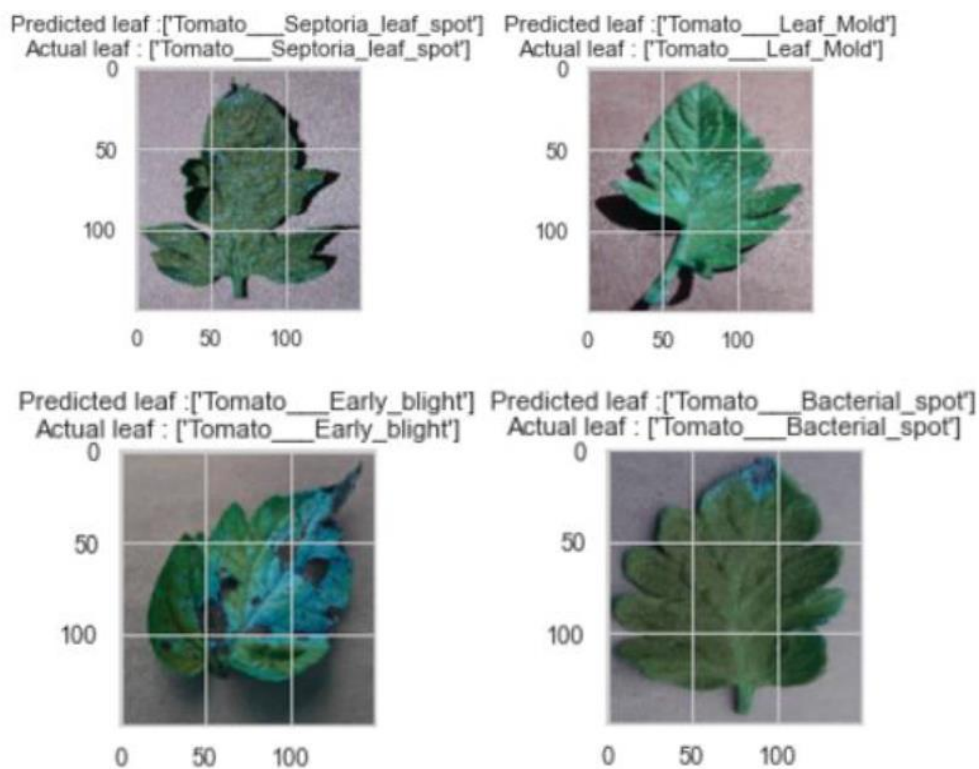 Predicted leaf :['Tomato___Septoria_leaf_spot']
Actual leaf : ['Tomato___Septoria_leaf_spot']
0
50
100
0 50 100
Predicted leaf :['Tomato___Leaf_Mold']
Actual leaf : ['Tomato___Leaf_Mold']
0
50
100
0 50 100
Predicted leaf :['Tomato___Early_blight']
Actual leaf : ['Tomato___Early_blight']
0
50
100
0 50 100
Predicted leaf :['Tomato___Bacterial_spot']
Actual leaf : ['Tomato___Bacterial_spot']
0
50
100
0 50 100